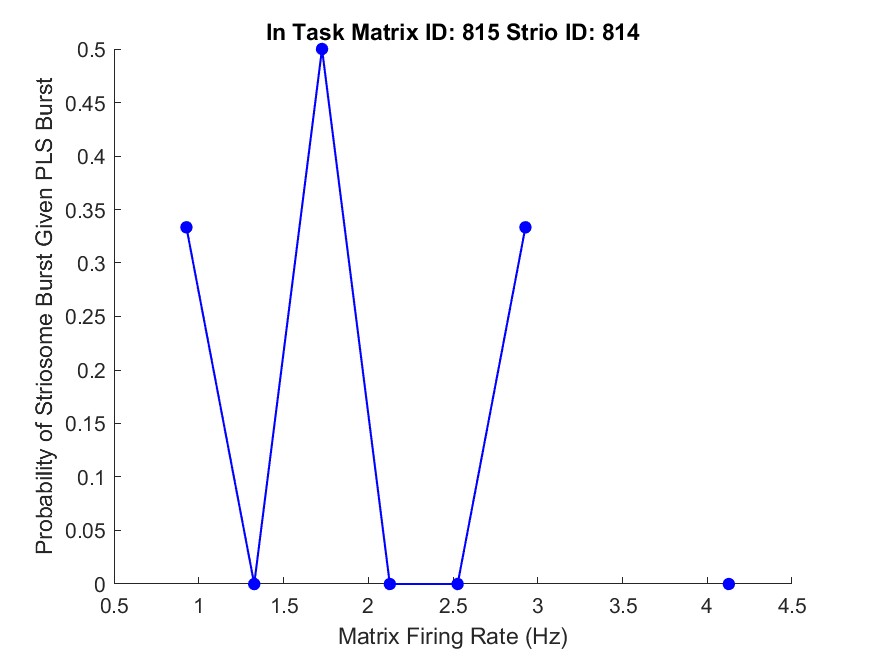 In Task Matrix ID: 815 Strio ID: 814
Probability of Striosome Burst Given PLS Burst
0.5
0.45
0.4
0.35
0.3
0.25
0.2
0.15
0.1
0.05
0
0.5 1 1.5 2 2.5 3 3.5 4 4.5
Matrix Firing Rate (Hz)